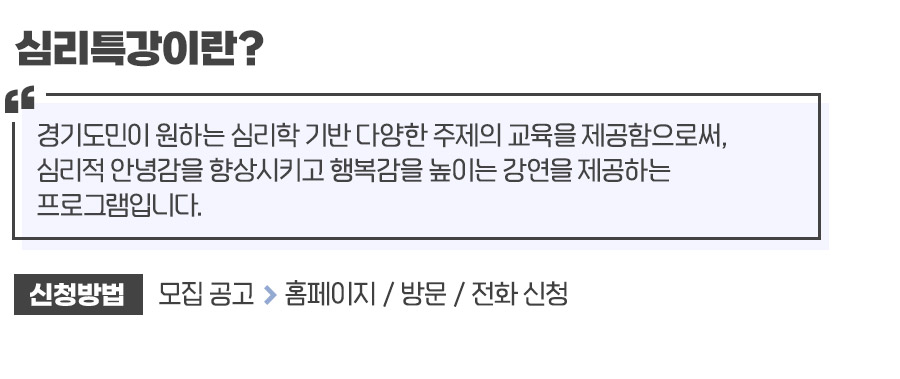 심리특강이란?
“
경기도민이 원하는 심리학 기반 다양한 주제의 교육을 제공함으로써,
심리적 안녕감을 향상시키고 행복감을 높이는 강연을 제공하는
프로그램입니다.
신청방법 모집 공고 > 홈페이지 / 방문 / 전화 신청